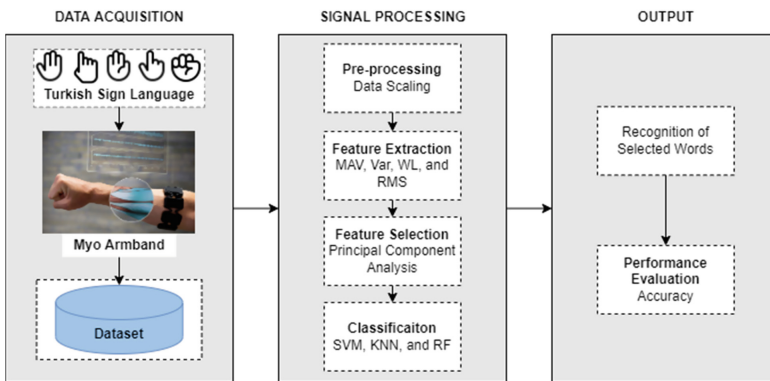 DATA ACQUISITION
Turkish Sign Language
Myo Armband
Dataset
SIGNAL PROCESSING
Pre-processing
Data Scaling
Feature Extraction
MAV, Var, WL, and
RMS
Feature Selection
Principal Component
Analysis
Classificaiton
SVM, KNN, and RF
OUTPUT
Recognition of
Selected Words
Performance
Evaluation
Accuracy